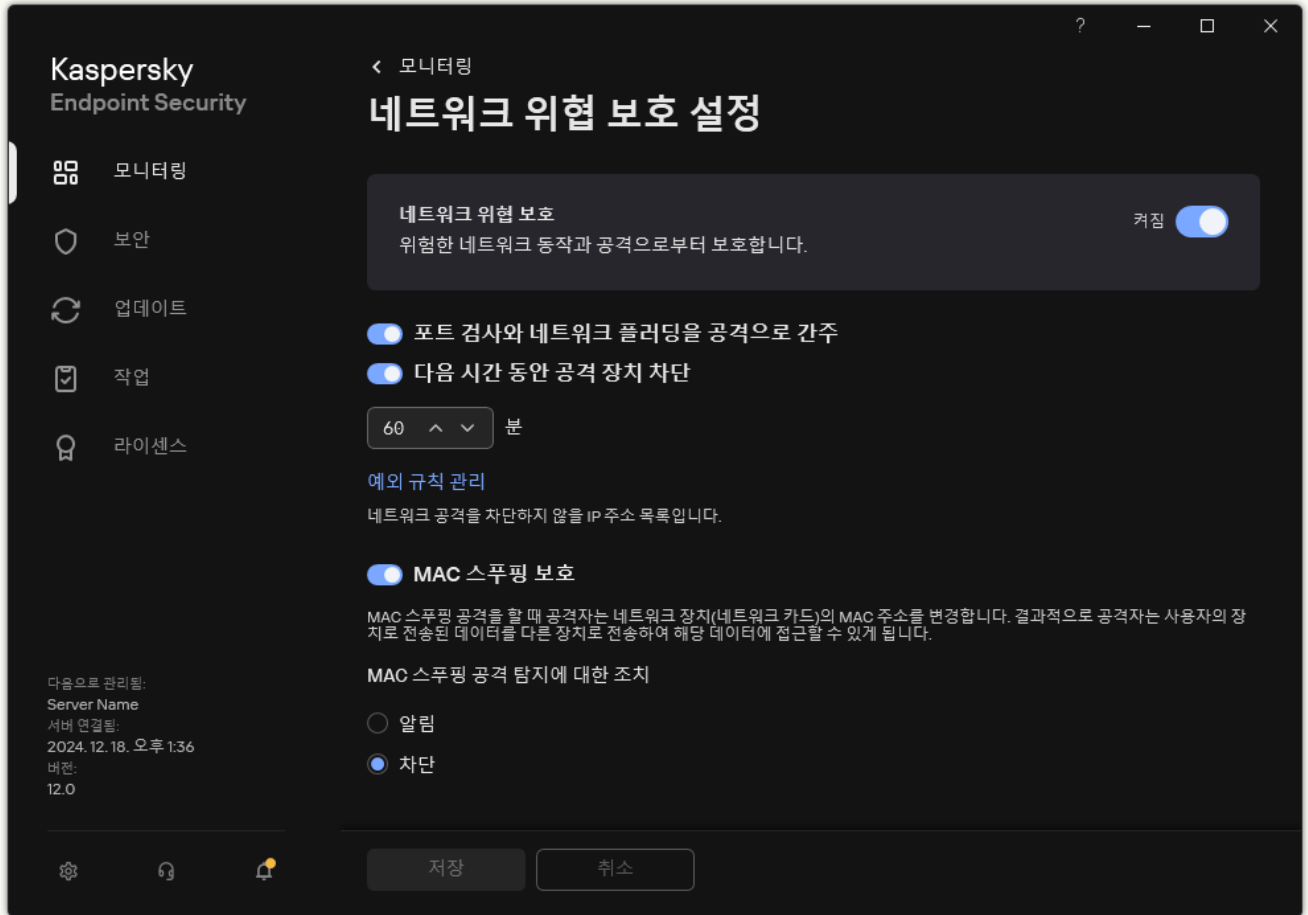 Kaspersky
Endpoint Security
모니터링
보안
업데이트
작업
라이센스
다음으로 관리됨:
Server Name
서버 연결됨:
2024. 12. 18. 오후 1:36
버전:
12.0
모니터링
네트워크 위협 보호 설정
네트워크 위협 보호
위험한 네트워크 동작과 공격으로부터 보호합니다.
켜짐
포트 검사와 네트워크 플러딩을 공격으로 간주
다음 시간 동안 공격 장치 차단
60 분
예외 규칙 관리
네트워크 공격을 차단하지 않을 IP 주소 목록입니다.
MAC 스푸핑 보호
MAC 스푸핑 공격을 할 때 공격자는 네트워크 장치(네트워크 카드)의 MAC 주소를 변경합니다. 결과적으로 공격자는 사용자의 장
치로 전송된 데이터를 다른 장치로 전송하여 해당 데이터에 접근할 수 있게 됩니다.
MAC 스푸핑 공격 탐지에 대한 조치
알림
차단
저장
취소